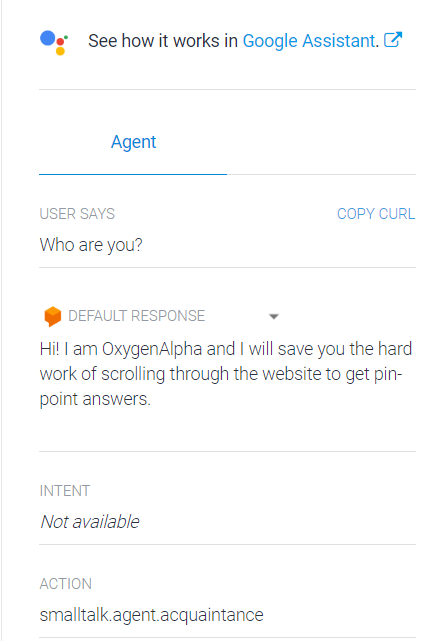 See how it works in Google Assistant.
Agent
USER SAYS COPY CURL
Who are you?
DEFAULT RESPONSE
Hi! I am OxygenAlpha and I will save you the hard
work of scrolling through the website to get pin-
point answers.
INTENT
Not available
ACTION
smalltalk.agent.acquaintance